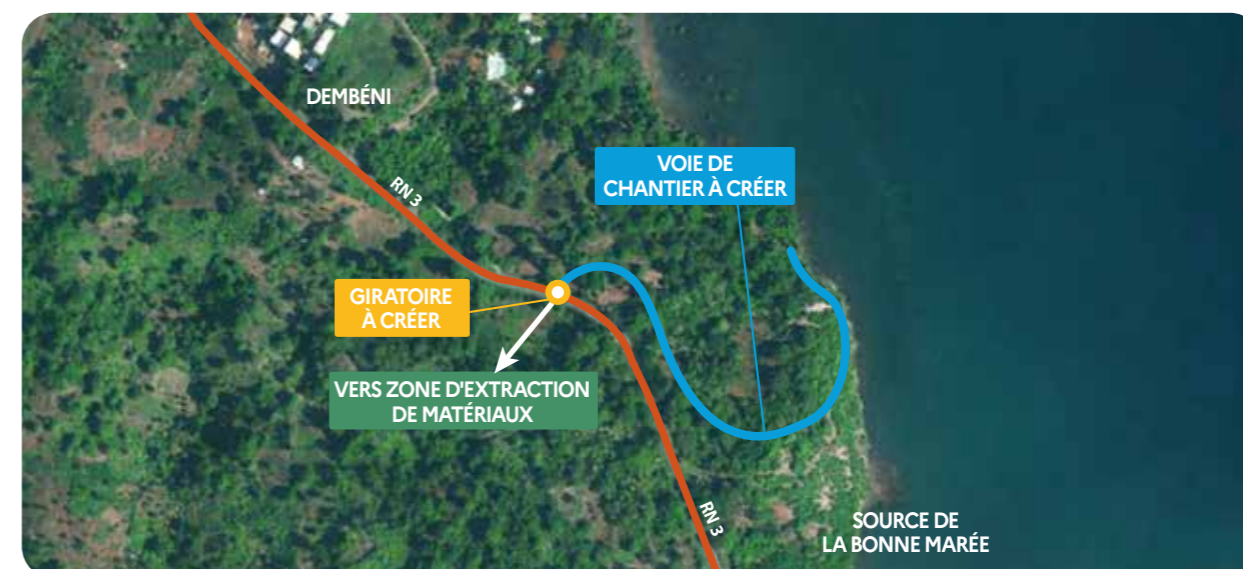 DEMBÉNI
RN 3
VOIE DE
CHANTIER À CRÉER
GIRATOIRE
À CRÉER
VERS ZONE D'EXTRACTION
DE MATÉRIAUX
RN 3
SOURCE DE
LA BONNE MARÉE